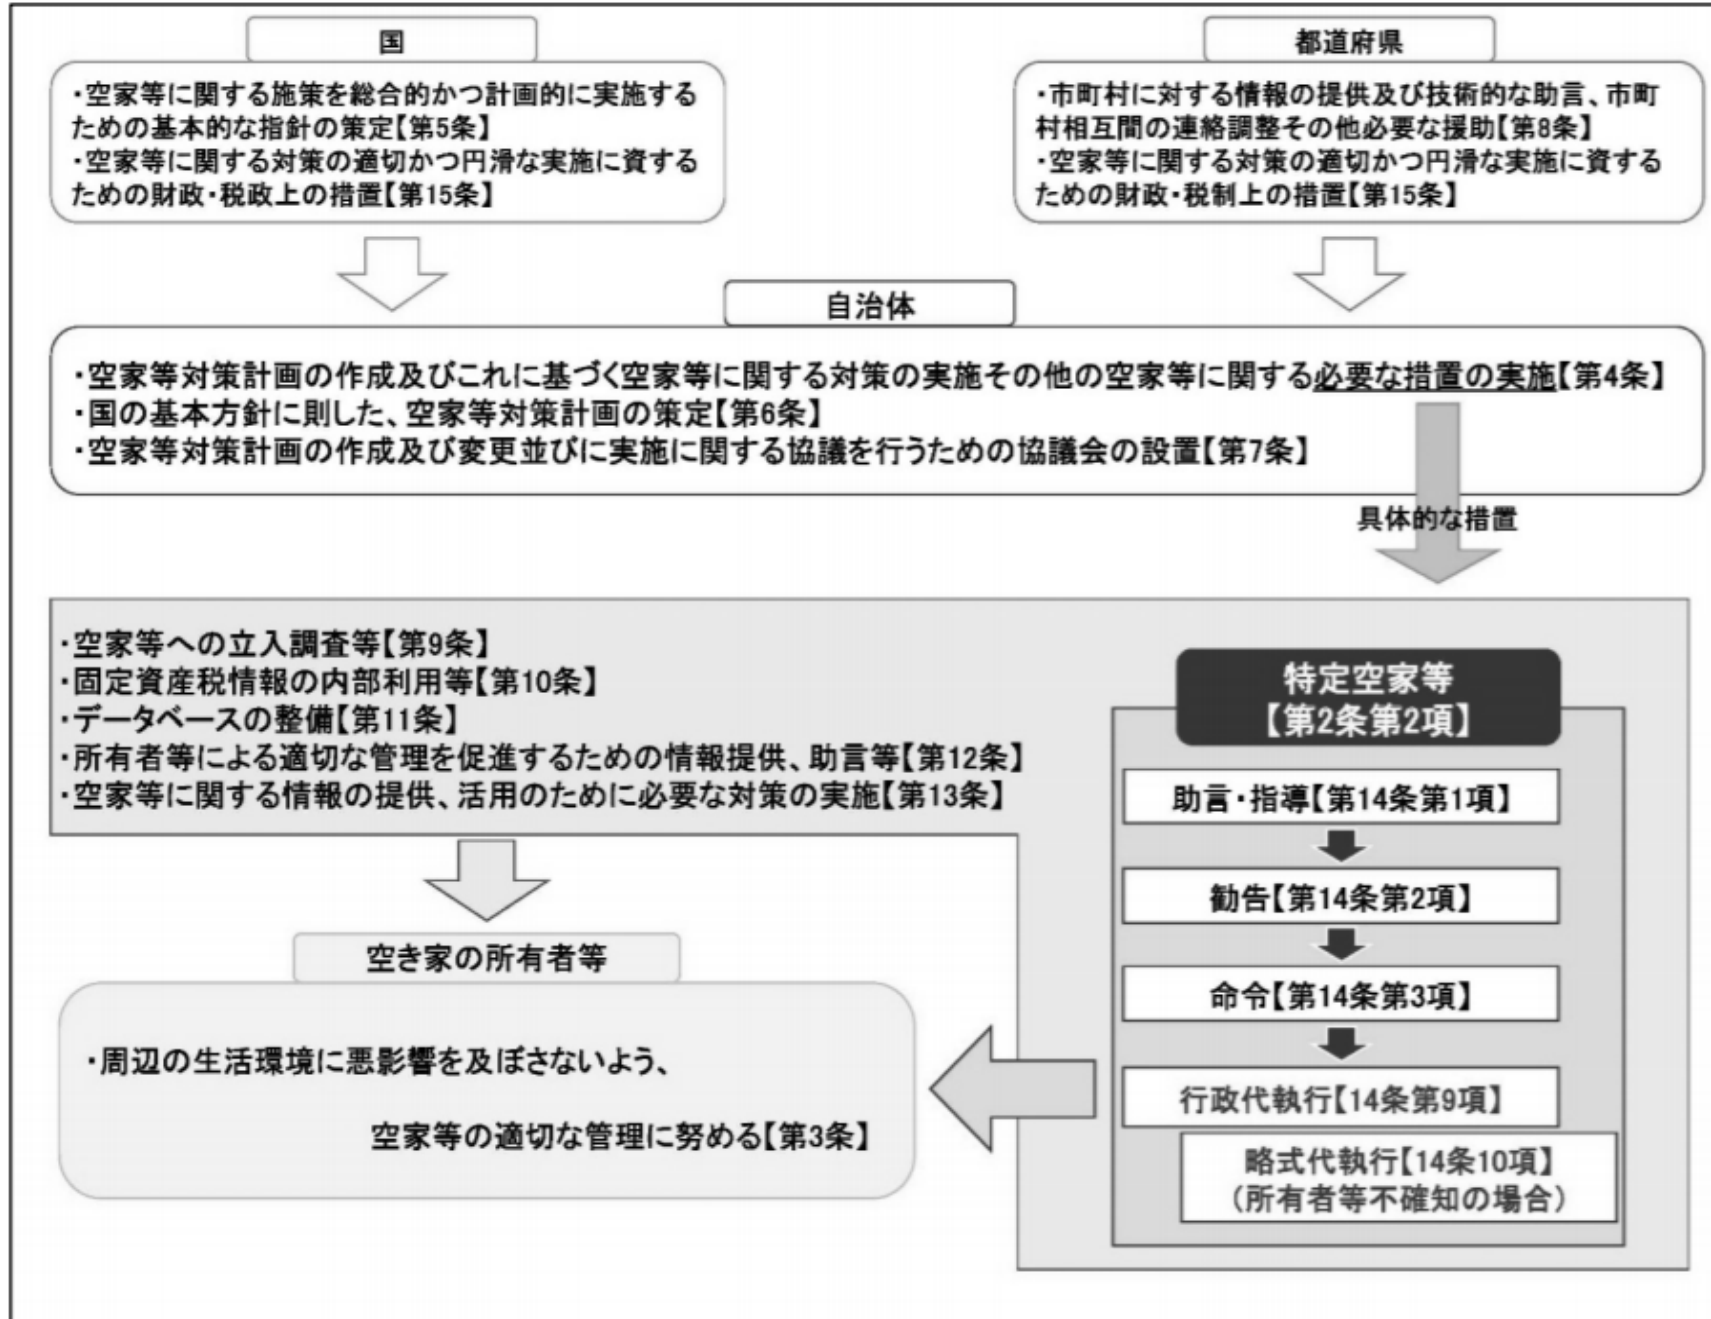 国
・空家等に関する施策を総合的かつ計画的に実施する
ための基本的な指針の策定【第5条】
・空家等に関する対策の適切かつ円滑な実施に資する
ための財政・税政上の措置【第15条】
都道府県
・市町村に対する情報の提供及び技術的な助言、市町
村相互間の連絡調整その他必要な援助【第8条】
・空家等に関する対策の適切かつ円滑な実施に資する
ための財政・税制上の措置【第15条】
自治体
・空家等対策計画の作成及びこれに基づく空家等に関する対策の実施その他の空家等に関する必要な措置の実施【第4条】
・国の基本方針に則した、空家等対策計画の策定【第6条】
・空家等対策計画の作成及び変更並びに実施に関する協議を行うための協議会の設置【第7条】
具体的な措置
・空家等への立入調査等【第9条】
・固定資産税情報の内部利用等【第10条】
・データベースの整備【第11条】
・所有者等による適切な管理を促進するための情報提供、助言等【第12条】
・空家等に関する情報の提供、活用のために必要な対策の実施【第13条】
特定空家等
【第2条第2項】
助言・指導【第14条第1項】
勧告【第14条第2項】
命令【第14条第3項】
行政代執行【14条第9項】
略式代執行【14条10項】
（所有者等不確知の場合）
空き家の所有者等
・周辺の生活環境に悪影響を及ぼさないよう、
空家等の適切な管理に努める【第3条】